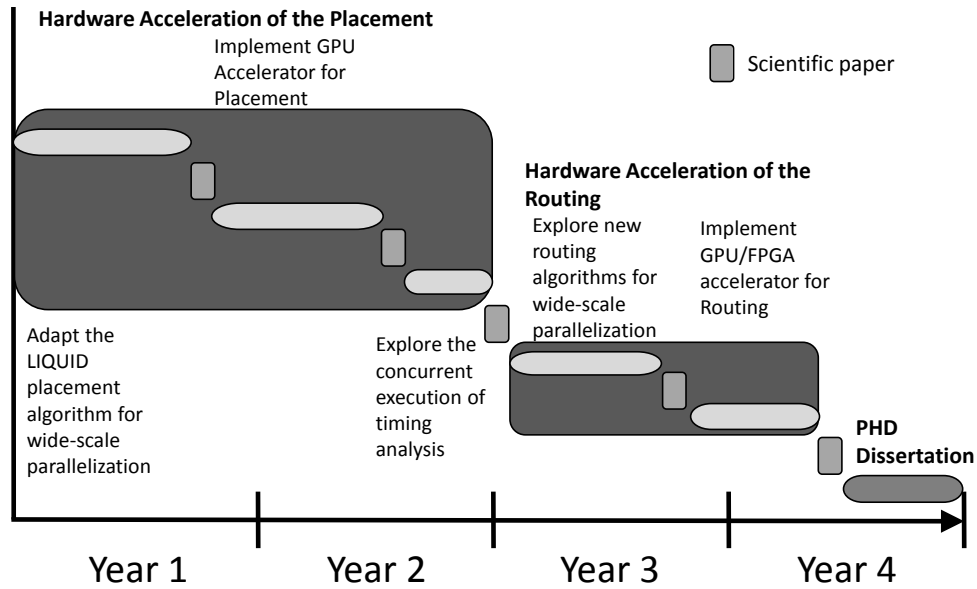 Hardware Acceleration of the Placement
Implement GPU
Accelerator for
Placement
Scientific paper
Hardware Acceleration of the
Routing
Explore new
routing
algorithms for
wide-scale
parallelization
Implement
GPU/FPGA
accelerator for
Routing
Adapt the
LIQUID
placement
algorithm for
wide-scale
parallelization
Explore the
concurrent
execution of
timing
analysis
PHD
Dissertation
Year 1
Year 2
Year 3
Year 4